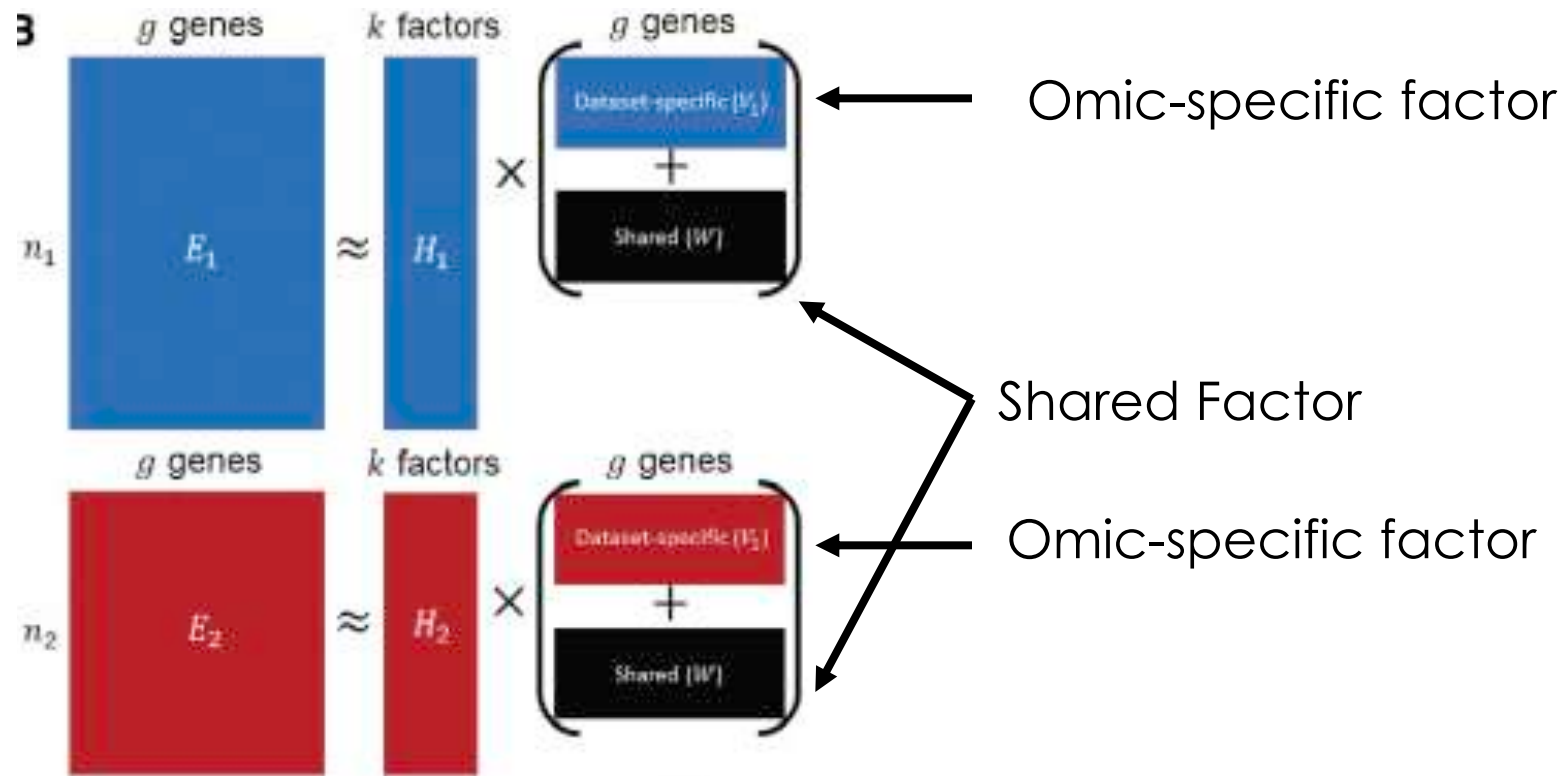 g genes k factors g genes
Dataset-specific (V₁)
Omic-specific factor
×
+
n₁ E₁ ≈ H₁
Shared (W)
Shared Factor
g genes k factors g genes
Dataset-specific (V₁)
Omic-specific factor
×
+
n₂ E₂ ≈ H₂
Shared (W)